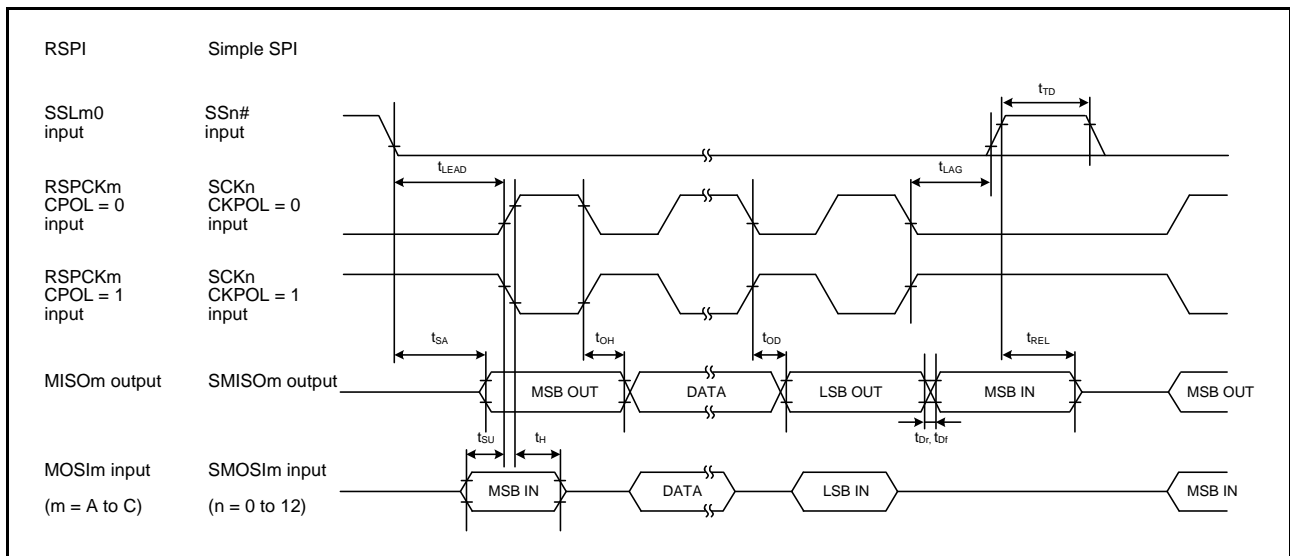 RSPI Simple SPI
SSLm0 SSn#
input input
tTD
tLEAD
tLAG
RSPCKm SCKn
CPOL = 0 CKPOL = 0
input input
RSPCKm SCKn
CPOL = 1 CKPOL = 1
input input
tSA tOH tOD tREL
MISOm output SMISOm output MSB OUT DATA LSB OUT MSB IN MSB OUT
tSU tH tDr, tDf
MOSIm input SMOSIm input MSB IN DATA LSB IN MSB IN
(m = A to C) (n = 0 to 12)